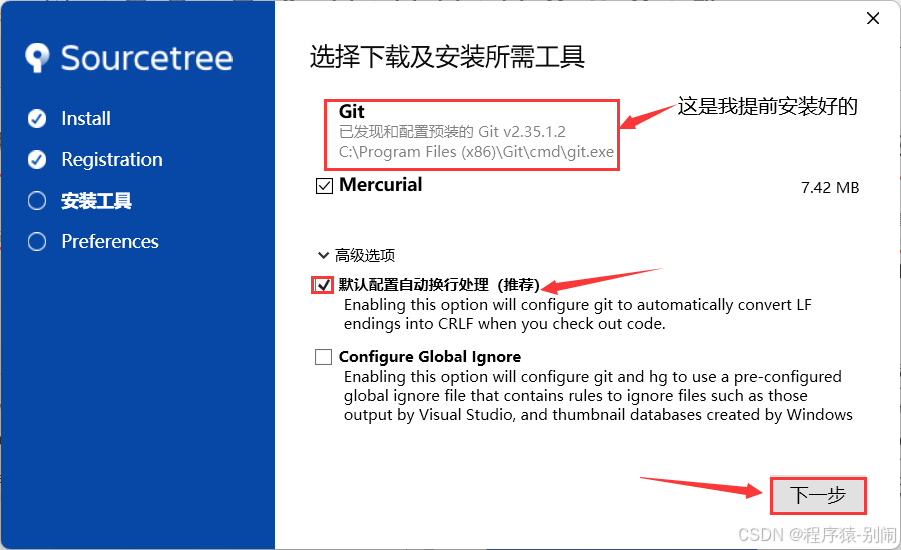 Sourcetree
Install
Registration
安装工具
Preferences
选择下载及安装所需工具
Git
已发现和配置预装的 Git v2.35.1.2
C:\Program Files (x86)\Git\cmd\git.exe
这是我提前安装好的
Mercurial
7.42 MB
高级选项
默认配置自动换行处理（推荐）
Enabling this option will configure git to automatically convert LF
endings into CRLF when you check out code.
Configure Global Ignore
Enabling this option will configure git and hg to use a pre-configured
global ignore file that contains rules to ignore files such as those
output by Visual Studio, and thumbnail databases created by Windows
下一步
CSDN @程序猿-别闹